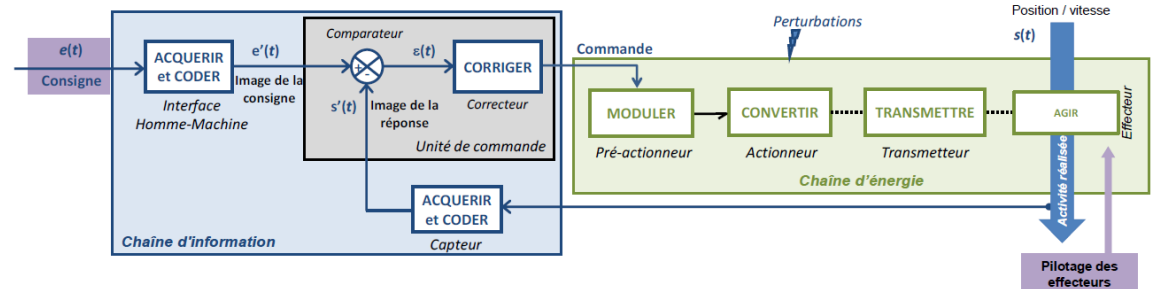 e(t)
Consigne
ACQUERIR
et CODER
Interface
Homme-Machine
e’(t)
Image de la
consigne
Comparateur
+
-
ε(t)
CORRIGER
Correcteur
s’(t)
Image de la
réponse
Unité de commande
ACQUERIR
et CODER
Capteur
Chaîne d'information
Commande
Perturbations
MODULER
Pré-actionneur
CONVERTIR
Actionneur
TRANSMETTRE
Transmetteur
Position / vitesse
s(t)
AGIR
Effecteur
Activité réalisée
Chaîne d’énergie
Pilotage des
effecteurs